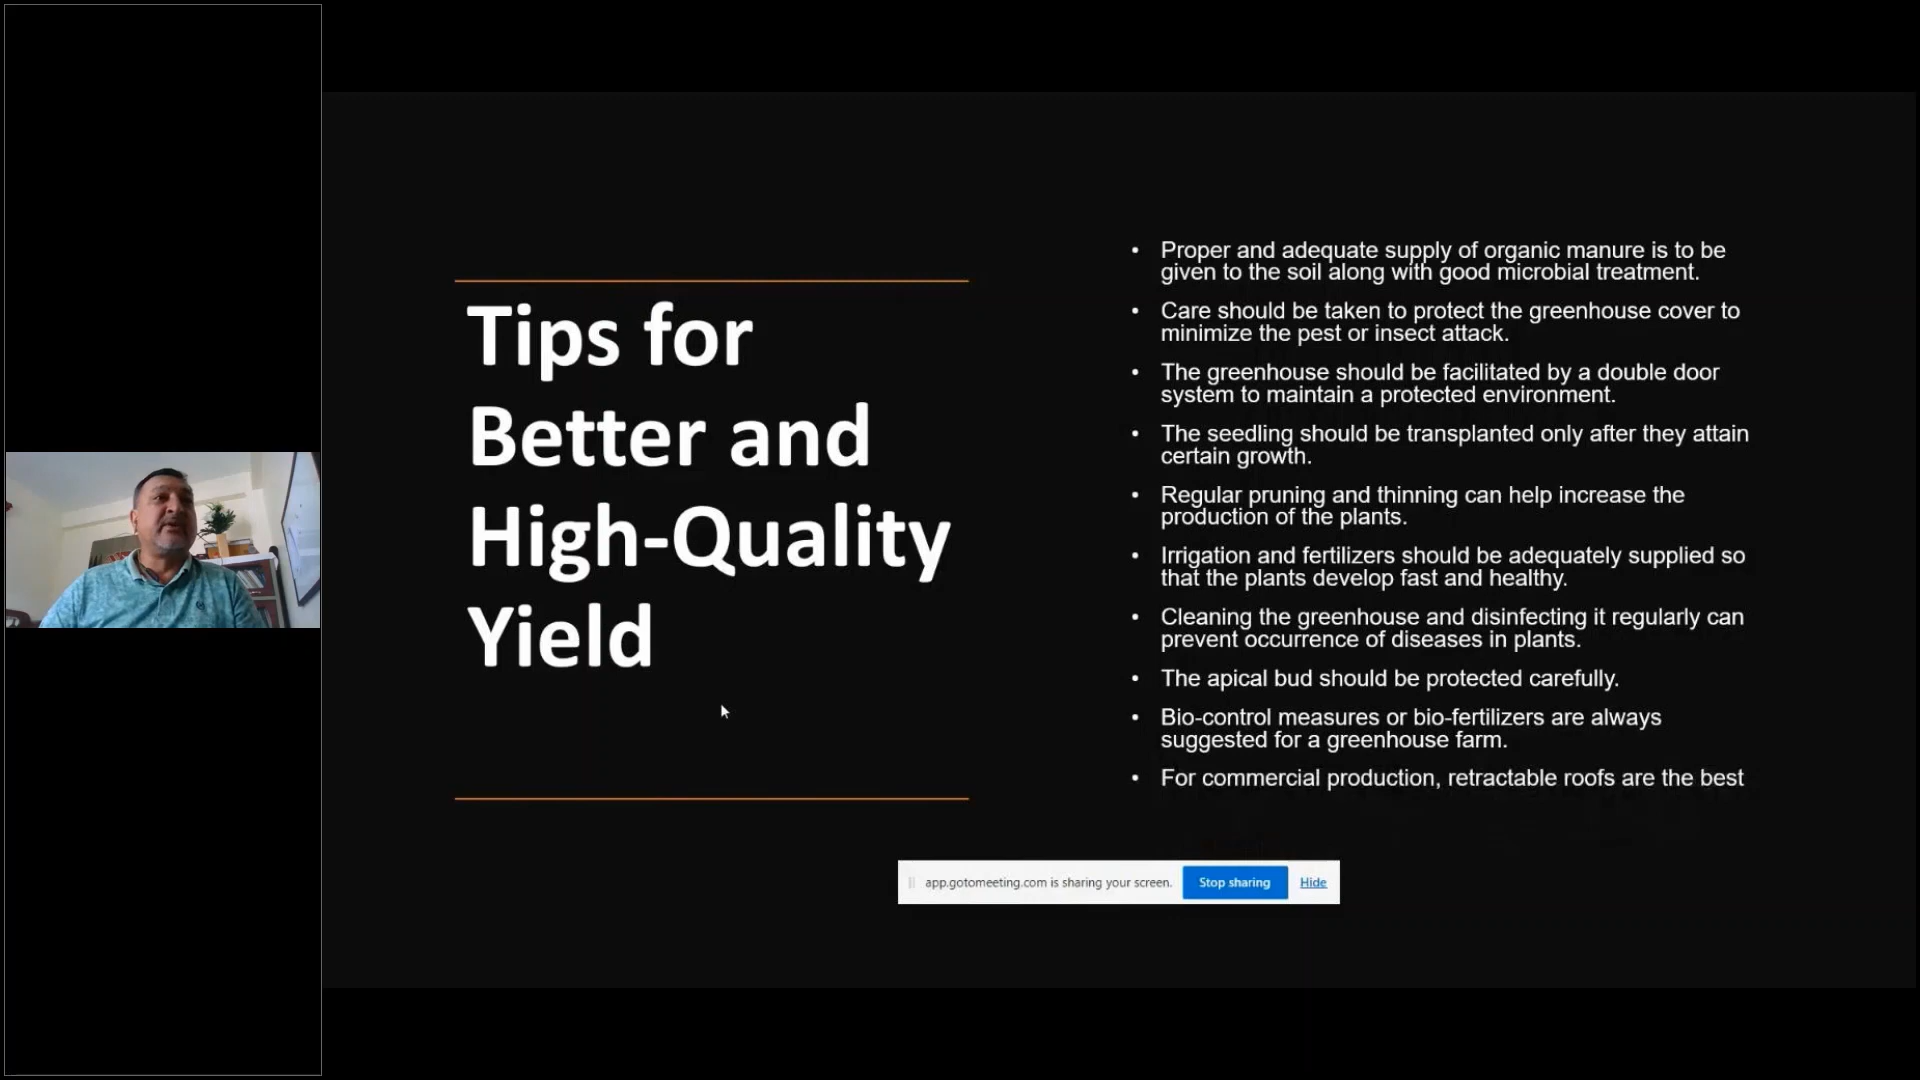 Tips for
Better and
High-Quality
Yield
• Proper and adequate supply of organic manure is to be
given to the soil along with good microbial treatment.
• Care should be taken to protect the greenhouse cover to
minimize the pest or insect attack.
• The greenhouse should be facilitated by a double door
system to maintain a protected environment.
• The seedling should be transplanted only after they attain
certain growth.
• Regular pruning and thinning can help increase the
production of the plants.
• Irrigation and fertilizers should be adequately supplied so
that the plants develop fast and healthy.
• Cleaning the greenhouse and disinfecting it regularly can
prevent occurrence of diseases in plants.
• The apical bud should be protected carefully.
• Bio-control measures or bio-fertilizers are always
suggested for a greenhouse farm.
• For commercial production, retractable roofs are the best
app.gotomeeting.com is sharing your screen. Stop sharing Hide